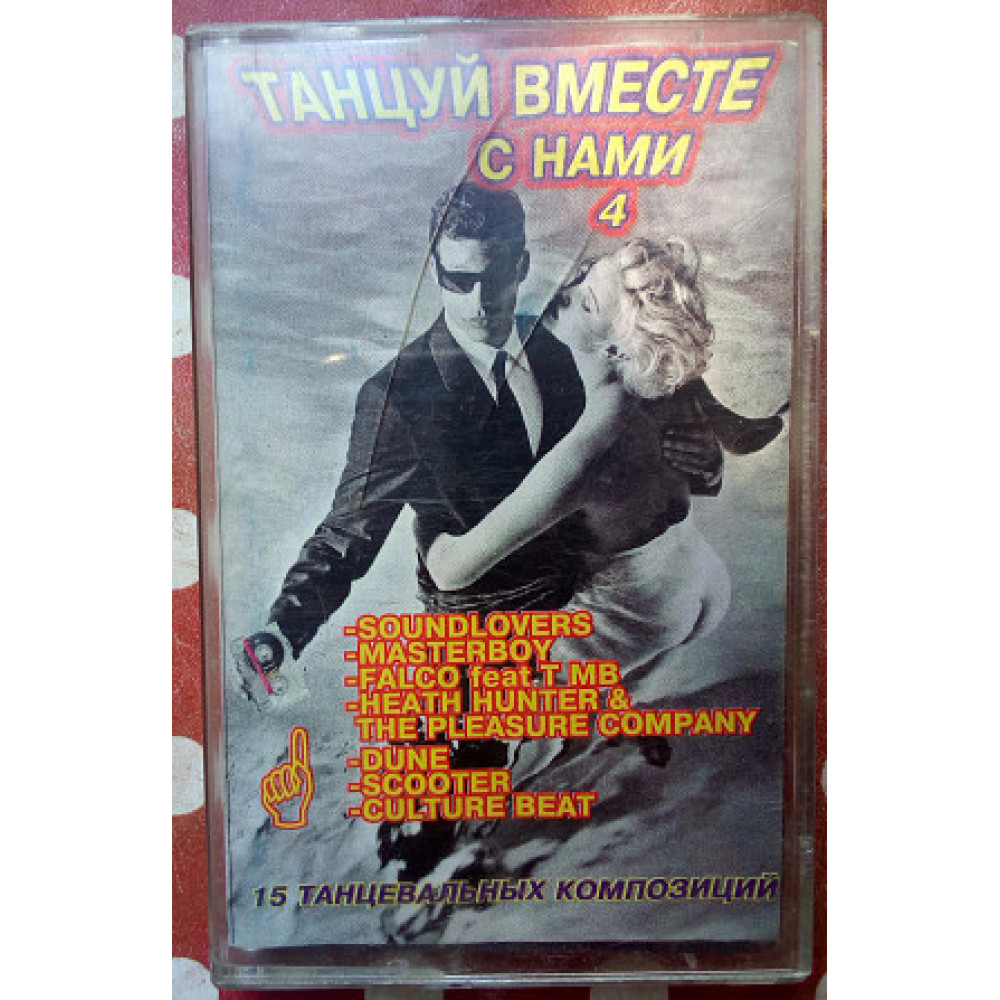 ТАНЦУЙ ВМЕСТЕ
С НАМИ
4
-SOUNDLOVERS
-MASTERBOY
-FALCO feat.T MB
-HEATH HUNTER &
THE PLEASURE COMPANY
-DUNE
-SCOOTER
-CULTURE BEAT
15 ТАНЦЕВАЛЬНЫХ КОМПОЗИЦИЙ